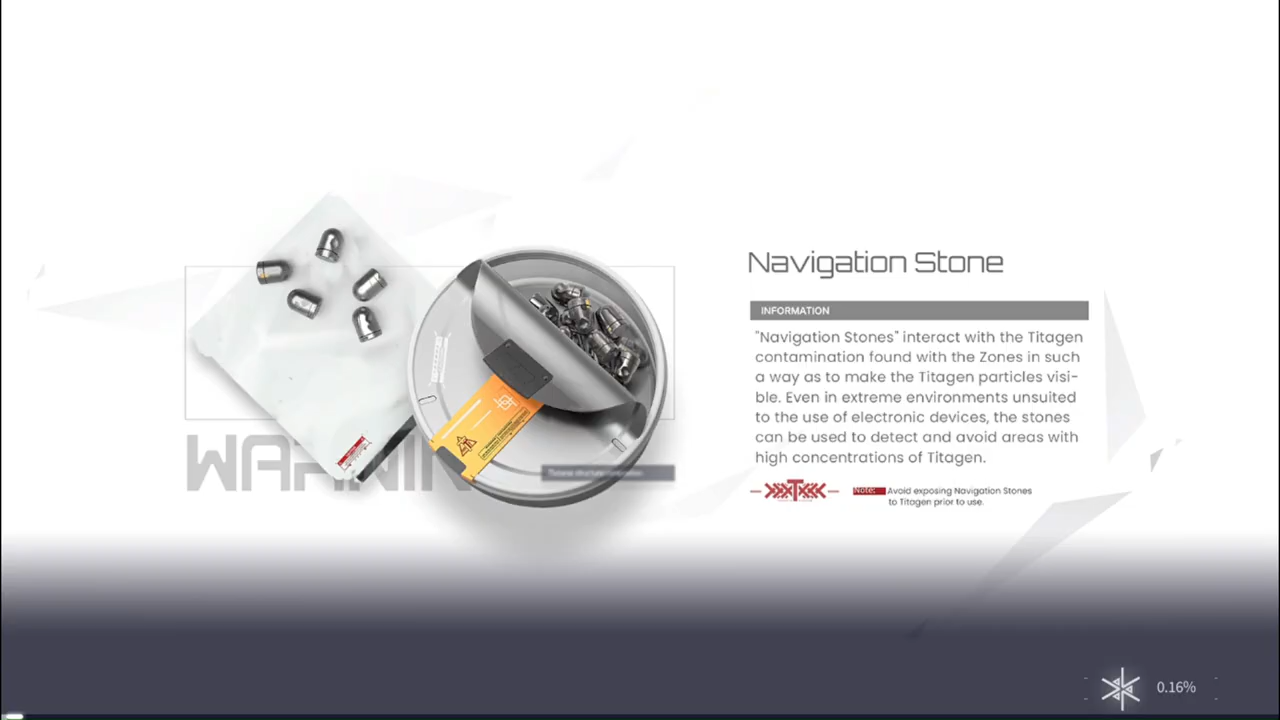 Navigation Stone
INFORMATION
"Navigation Stones" interact with the Titagen
contamination found with the Zones in such
a way as to make the Titagen particles visi-
ble. Even in extreme environments unsuited
to the use of electronic devices, the stones
can be used to detect and avoid areas with
high concentrations of Titagen.
Note: Avoid exposing Navigation Stones
to Titagen prior to use.
WARNIN
0.16%